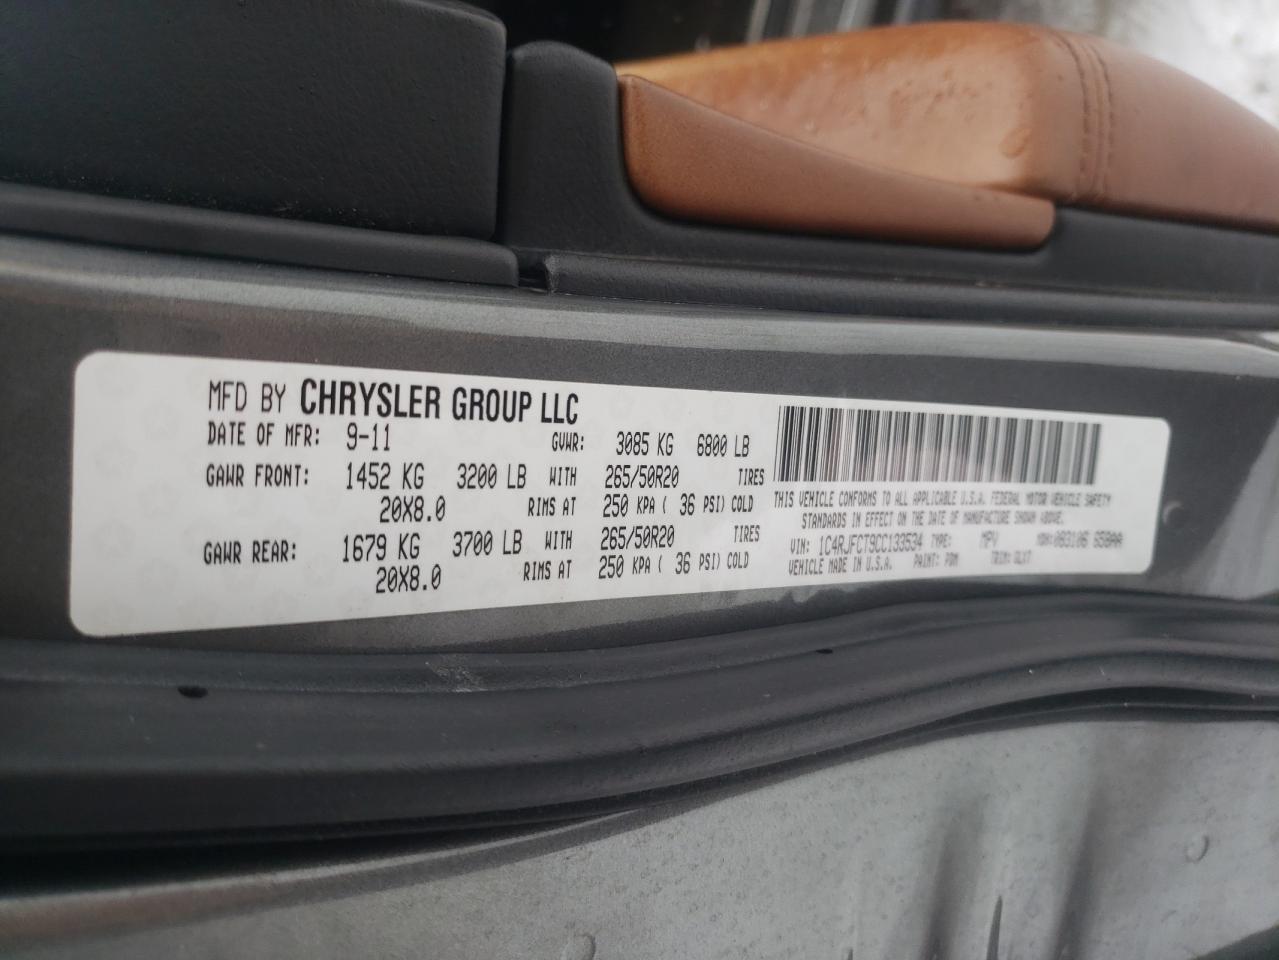 MFD BY CHRYSLER GROUP LLC
DATE OF MFR: 9-11 GVWR: 3085 KG 6800 LB
GAWR FRONT: 1452 KG 3200 LB WITH 265/50R20 TIRES
20X8.0 RIMS AT 250 KPA ( 36 PSI) COLD
GAWR REAR: 1679 KG 3700 LB WITH 265/50R20 TIRES
20X8.0 RIMS AT 250 KPA ( 36 PSI) COLD
THIS VEHICLE CONFORMS TO ALL APPLICABLE U.S.A. FEDERAL MOTOR VEHICLE SAFETY
STANDARDS IN EFFECT ON THE DATE OF MANUFACTURE SHOWN ABOVE.
VIN: 1C4RJFCT9CC133534 TYPE: MPV MDH:
VEHICLE MADE IN U.S.A. PAINT: PDM TRIM: